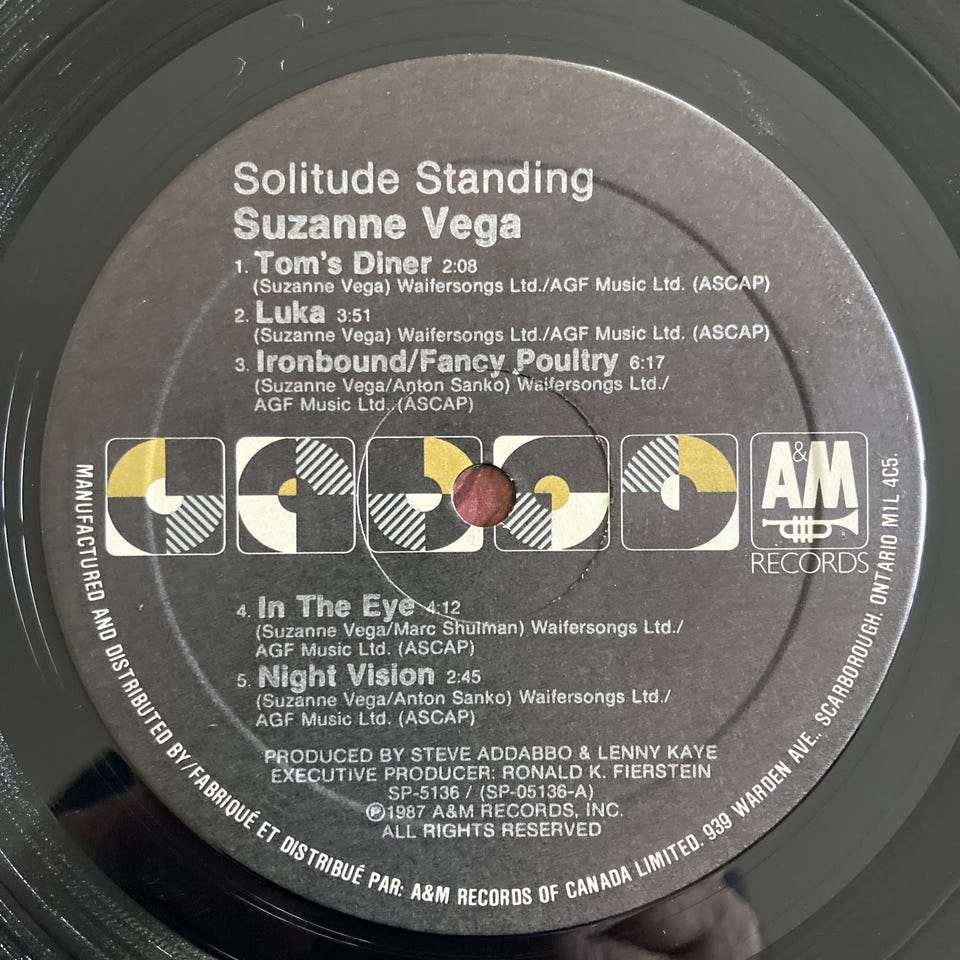 Solitude Standing
Suzanne Vega
1. Tom's Diner 2:08
(Suzanne Vega) Waifersongs Ltd./AGF Music Ltd. (ASCAP)
2. Luka 3:51
(Suzanne Vega) Waifersongs Ltd./AGF Music Ltd. (ASCAP)
3. Ironbound/Fancy Poultry 6:17
(Suzanne Vega/Anton Sanko) Waifersongs Ltd./
AGF Music Ltd. (ASCAP)
A&M
RECORDS
4. In The Eye 4:12
(Suzanne Vega/Marc Shulman) Waifersongs Ltd./
AGF Music Ltd. (ASCAP)
5. Night Vision 2:45
(Suzanne Vega/Anton Sanko) Waifersongs Ltd./
AGF Music Ltd. (ASCAP)
PRODUCED BY STEVE ADDABBO & LENNY KAYE
EXECUTIVE PRODUCER: RONALD K. FIERSTEIN
SP-5136 / (SP-05136-A)
℗1987 A&M RECORDS, INC.
ALL RIGHTS RESERVED
MANUFACTURED AND DISTRIBUTED BY/FABRIQUÉ ET DISTRIBUÉ PAR: A&M RECORDS OF CANADA LIMITED. 939 WARDEN AVE., SCARBOROUGH, ONTARIO M1L 4C5.